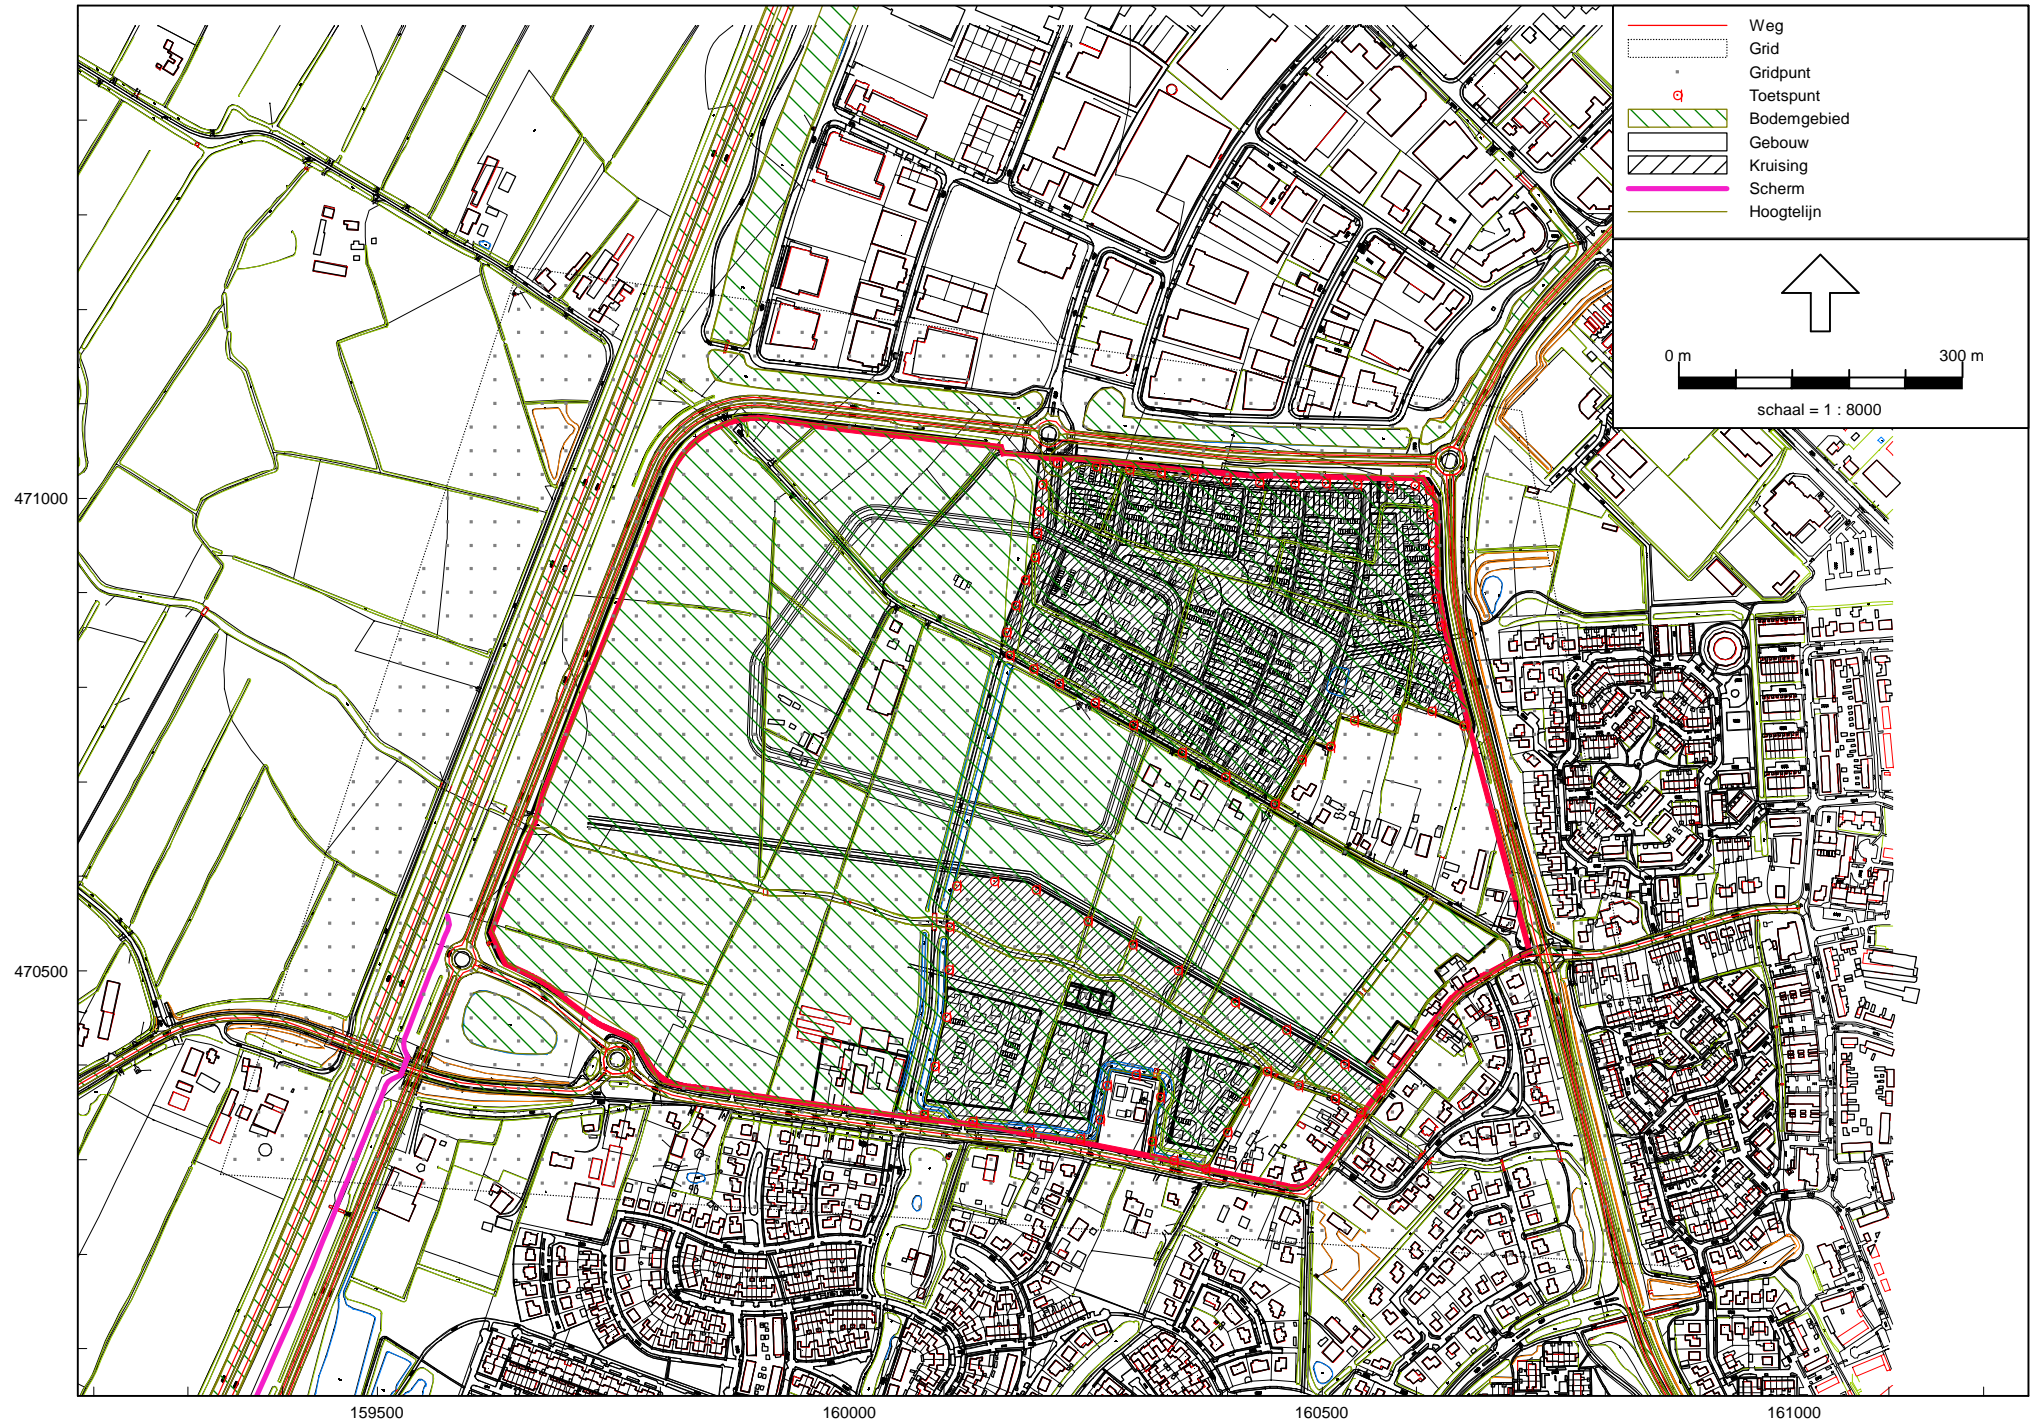 Weg
Grid
Gridpunt
Toetspunt
Bodemgebied
Gebouw
Kruising
Scherm
Hoogtelijn
0 m 300 m
schaal = 1 : 8000
471000
470500
159500 160000 160500 161000